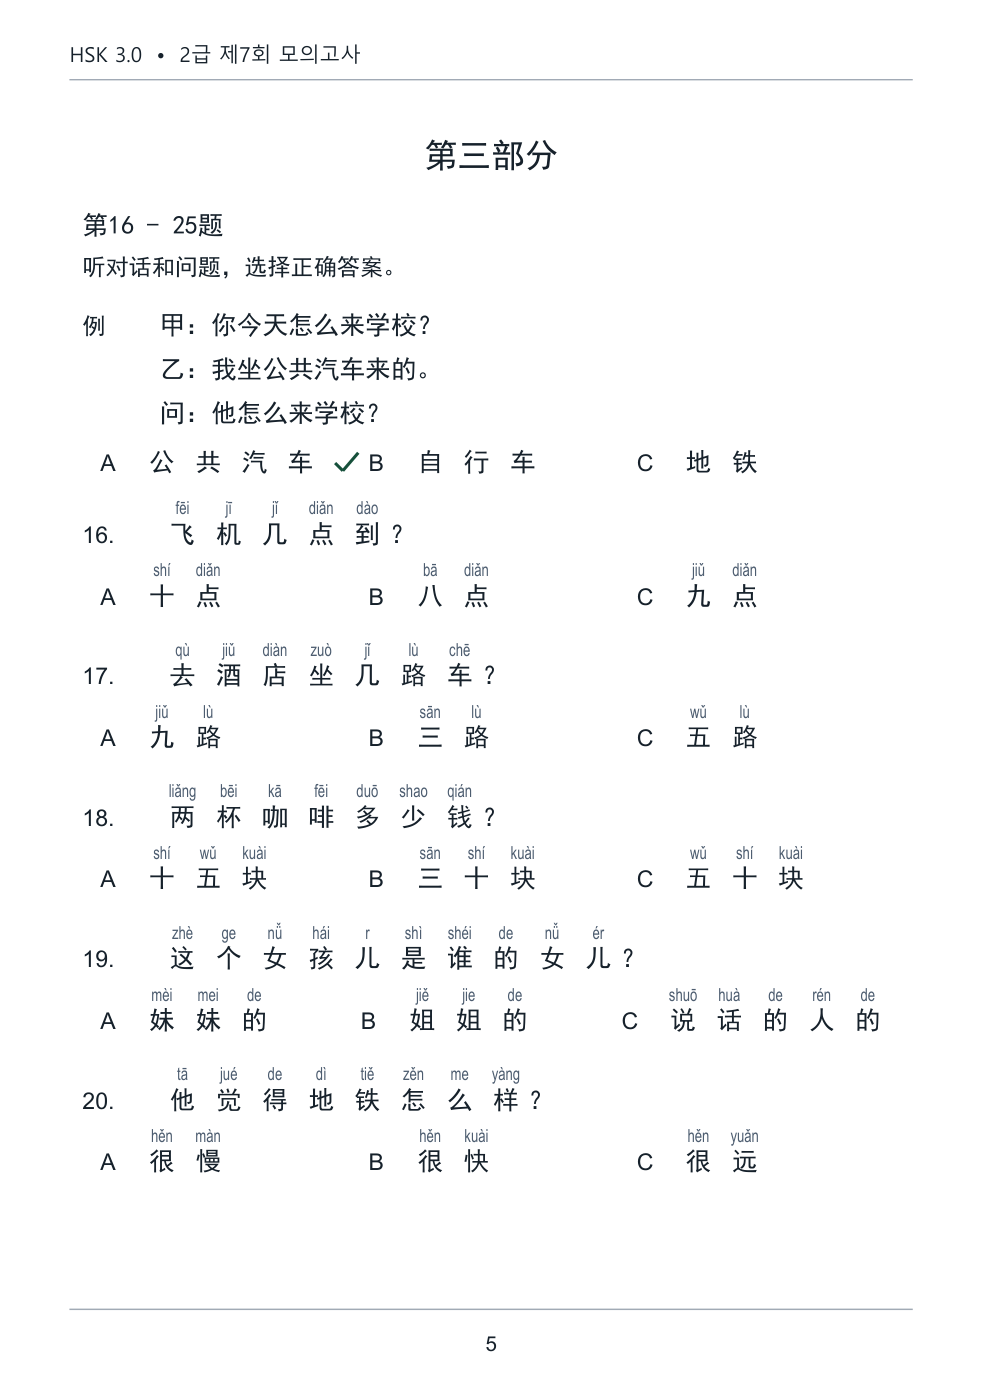 HSK 3.0 • 2급 제7회 모의고사
第三部分
第16 – 25题
听对话和问题，选择正确答案。
例 甲：你今天怎么来学校？
乙：我坐公共汽车来的。
问：他怎么来学校？
A 公共汽车 ✓ B 自行车 C 地铁
fēi jī jǐ diǎn dào
16. 飞机几点到？
shí diǎn bā diǎn jiǔ diǎn
A 十点 B 八点 C 九点
qù jiǔ diàn zuò jǐ lù chē
17. 去酒店坐几路车？
jiǔ lù sān lù wǔ lù
A 九路 B 三路 C 五路
liǎng bēi kā fēi duō shao qián
18. 两杯咖啡多少钱？
shí wǔ kuài sān shí kuài wǔ shí kuài
A 十五块 B 三十块 C 五十块
zhè ge nǚ hái r shì shéi de nǚ ér
19. 这个女孩儿是谁的女儿？
mèi mei de jiě jie de shuō huà de rén de
A 妹妹的 B 姐姐的 C 说话的人的
tā jué de dì tiě zěn me yàng
20. 他觉得地铁怎么样？
hěn màn hěn kuài hěn yuǎn
A 很慢 B 很快 C 很远
5